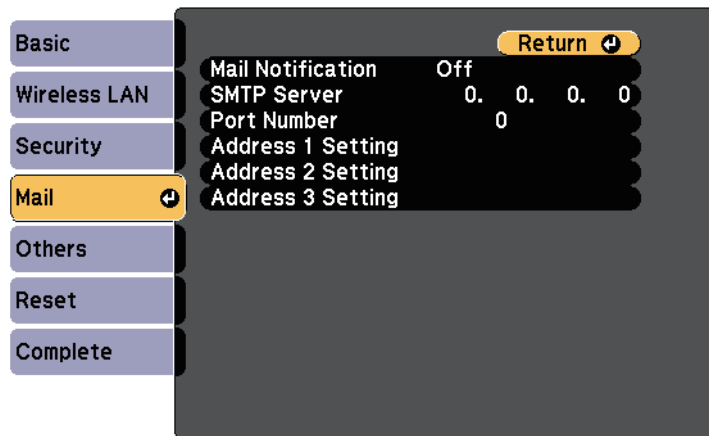 Basic
Wireless LAN
Security
Mail
Others
Reset
Complete
Return
Mail Notification Off
SMTP Server 0. 0. 0. 0
Port Number 0
Address 1 Setting
Address 2 Setting
Address 3 Setting